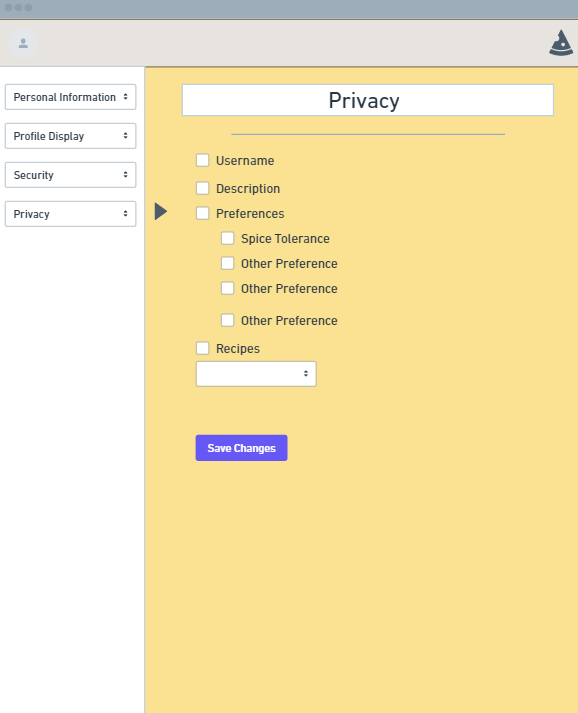 Privacy
Personal Information
Profile Display
Security
Privacy
Username
Description
Preferences
Spice Tolerance
Other Preference
Other Preference
Other Preference
Recipes
Save Changes